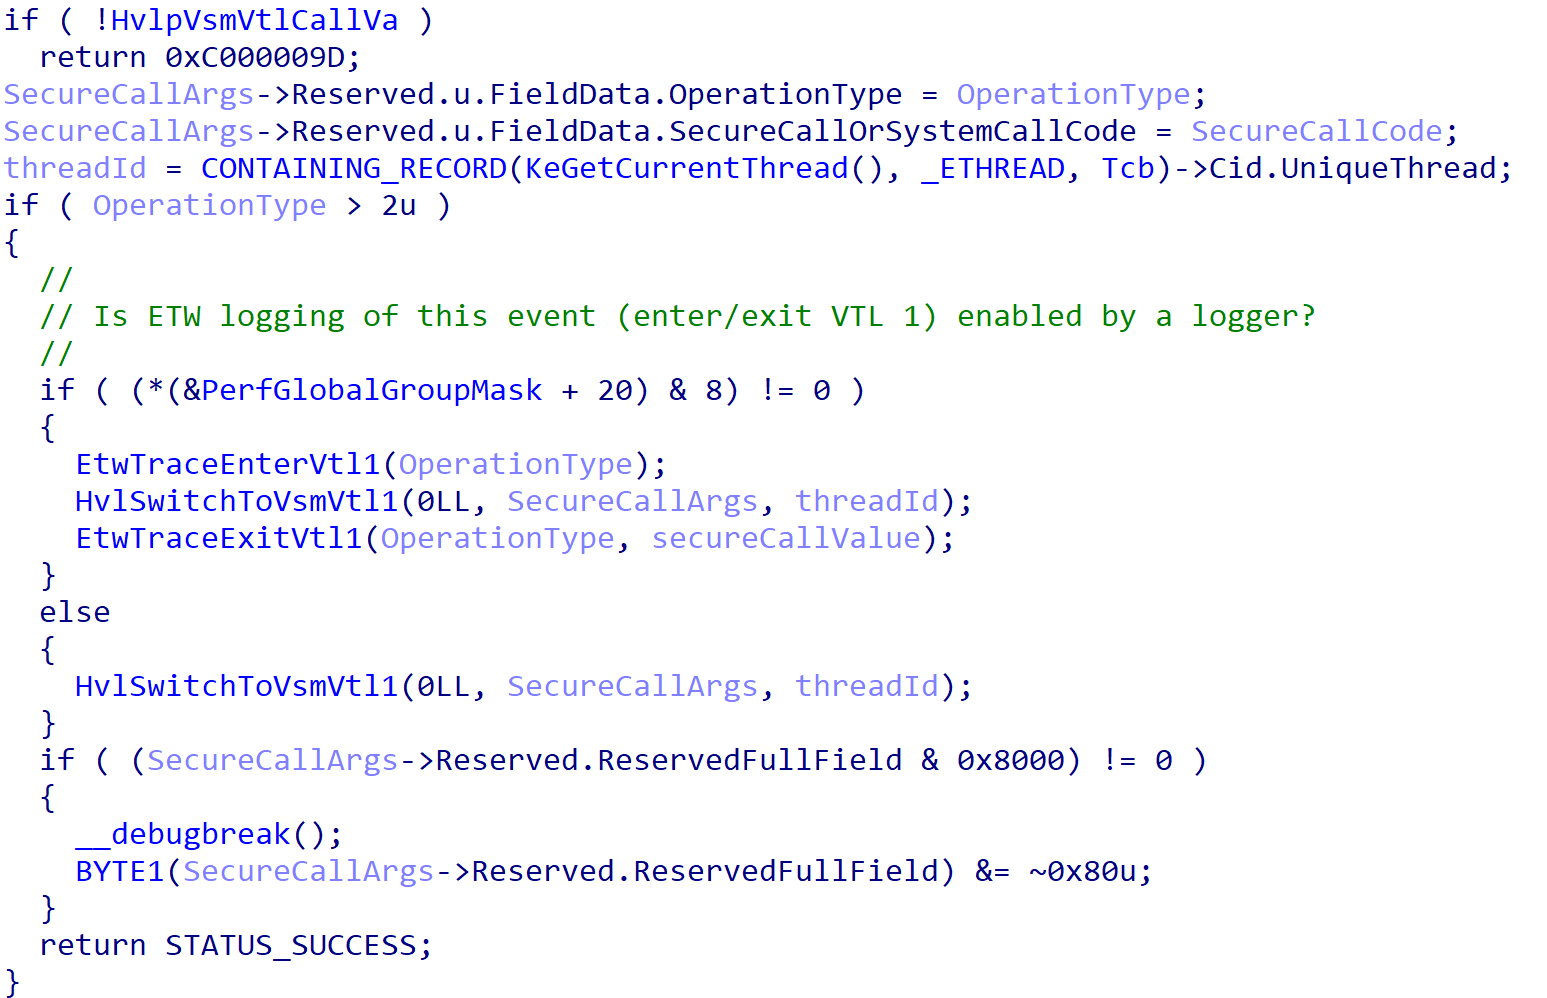 if ( !HvlpVsmVtlCallVa )
  return 0xC000009D;
SecureCallArgs->Reserved.u.FieldData.OperationType = OperationType;
SecureCallArgs->Reserved.u.FieldData.SecureCallOrSystemCallCode = SecureCallCode;
threadId = CONTAINING_RECORD(KeGetCurrentThread(), _ETHREAD, Tcb)->Cid.UniqueThread;
if ( OperationType > 2u )
{
  //
  // Is ETW logging of this event (enter/exit VTL 1) enabled by a logger?
  //
  if ( (*(&PerfGlobalGroupMask + 20) & 8) != 0 )
  {
    EtwTraceEnterVtl1(OperationType);
    HvlSwitchToVsmVtl1(0LL, SecureCallArgs, threadId);
    EtwTraceExitVtl1(OperationType, secureCallValue);
  }
  else
  {
    HvlSwitchToVsmVtl1(0LL, SecureCallArgs, threadId);
  }
  if ( (SecureCallArgs->Reserved.ReservedFullField & 0x8000) != 0 )
  {
    __debugbreak();
    BYTE1(SecureCallArgs->Reserved.ReservedFullField) &= ~0x80u;
  }
  return STATUS_SUCCESS;
}